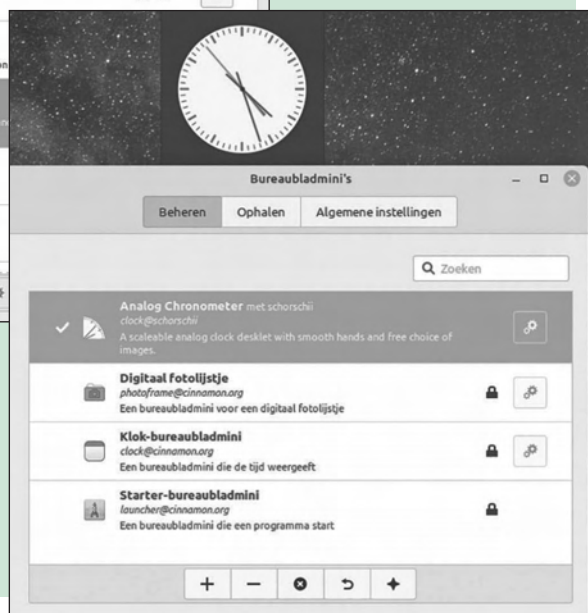 Bureaubladmini's
Beheren Ophalen Algemene instellingen
Zoeken
Analog Chronometer met schorschii
clock@schorschii
A scaleable analog clock desklet with smooth hands and free choice of
images.
Digitaal fotolijstje
photoframe@cinnamon.org
Een bureaubladmini voor een digitaal fotolijstje
Klok-bureaubladmini
clock@cinnamon.org
Een bureaubladmini die de tijd weergeeft
Starter-bureaubladmini
launcher@cinnamon.org
Een bureaubladmini die een programma start